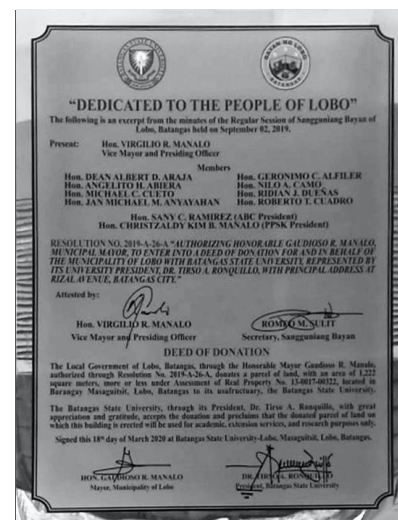 BATANGAS STATE UNIVERSITY
BAYAN NG LOBO
BATANGAS
“DEDICATED TO THE PEOPLE OF LOBO”
The following is an excerpt from the minutes of the Regular Session of Sangguniang Bayan of
Lobo, Batangas held on September 02, 2019.
Present: Hon. VIRGILIO R. MANALO
Vice Mayor and Presiding Officer
Members
Hon. DEAN ALBERT D. ARAJA Hon. GERONIMO C. ALFILER
Hon. ANGELITO H. ABIERA Hon. NILO A. CAMO
Hon. MICHAEL C. CUETO Hon. RIDIAN J. DUEÑAS
Hon. JAN MICHAEL M. ANYAYAHAN Hon. ROBERTO T. CUADRO
Hon. SANY C. RAMIREZ (ABC President)
Hon. CHRISTZALDY KIM B. MANALO (PPSK President)
RESOLUTION NO. 2019-A-26-A “AUTHORIZING HONORABLE GAUDIOSO R. MANALO,
MUNICIPAL MAYOR, TO ENTER INTO A DEED OF DONATION FOR AND IN BEHALF OF
THE MUNICIPALITY OF LOBO WITH BATANGAS STATE UNIVERSITY, REPRESENTED BY
ITS UNIVERSITY PRESIDENT, DR. TIRSO A. RONQUILLO, WITH PRINCIPAL ADDRESS AT
RIZAL AVENUE, BATANGAS CITY.”
Attested by:
Hon. VIRGILIO R. MANALO ROMEO M. SULIT
Vice Mayor and Presiding Officer Secretary, Sangguniang Bayan
DEED OF DONATION
The Local Government of Lobo, Batangas, through the Honorable Mayor Gaudioso R. Manalo,
authorized through Resolution No. 2019-A-26-A, donates a parcel of land, with an area of 1,222
square meters, more or less under Assessment of Real Property No. 13-0017-00322, located in
Barangay Masaguitsit, Lobo, Batangas to its usufructuary, the Batangas State University.
The Batangas State University, through its President, Dr. Tirso A. Ronquillo, with great
appreciation and gratitude, accepts the donation and proclaims that the donated parcel of land on
which this building is erected will be used for academic, extension services, and research purposes only.
Signed this 18th day of March 2020 at Batangas State University-Lobo, Masaguitsit, Lobo, Batangas.
HON. GAUDIOSO R. MANALO DR. TIRSO A. RONQUILLO
Mayor, Municipality of Lobo President, Batangas State University